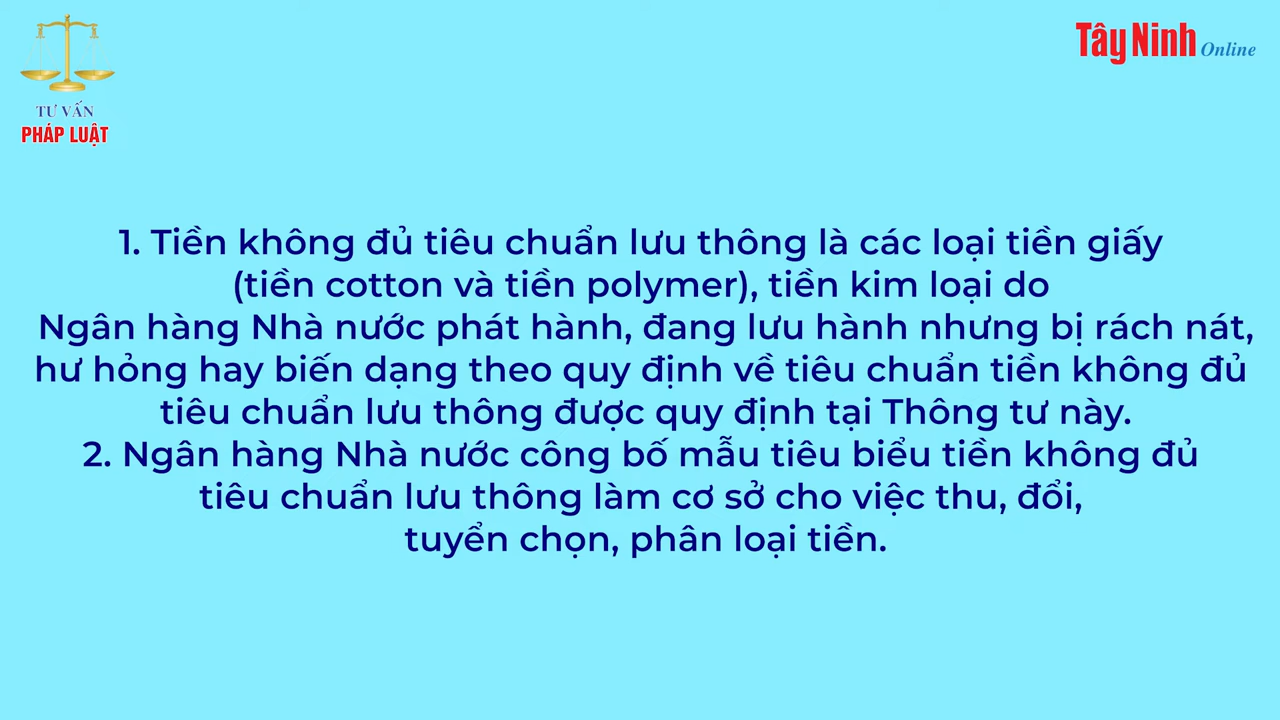 TƯ VẤN
PHÁP LUẬT
Tây Ninh Online
1. Tiền không đủ tiêu chuẩn lưu thông là các loại tiền giấy
(tiền cotton và tiền polymer), tiền kim loại do
Ngân hàng Nhà nước phát hành, đang lưu hành nhưng bị rách nát,
hư hỏng hay biến dạng theo quy định về tiêu chuẩn tiền không đủ
tiêu chuẩn lưu thông được quy định tại Thông tư này.
2. Ngân hàng Nhà nước công bố mẫu tiêu biểu tiền không đủ
tiêu chuẩn lưu thông làm cơ sở cho việc thu, đổi,
tuyển chọn, phân loại tiền.